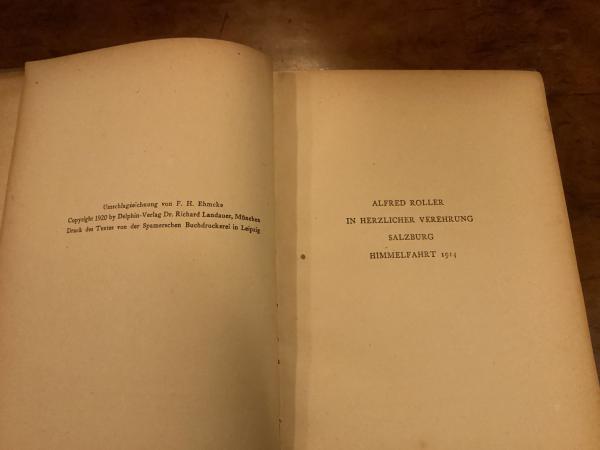 Umschlagzeichnung von F. H. Ehmcke
Copyright 1920 by Delphin-Verlag Dr. Richard Landauer, München
Druck des Textes von der Spamerschen Buchdruckerei in Leipzig
ALFRED ROLLER
IN HERZLICHER VEREHRUNG
SALZBURG
HIMMELFAHRT 1914